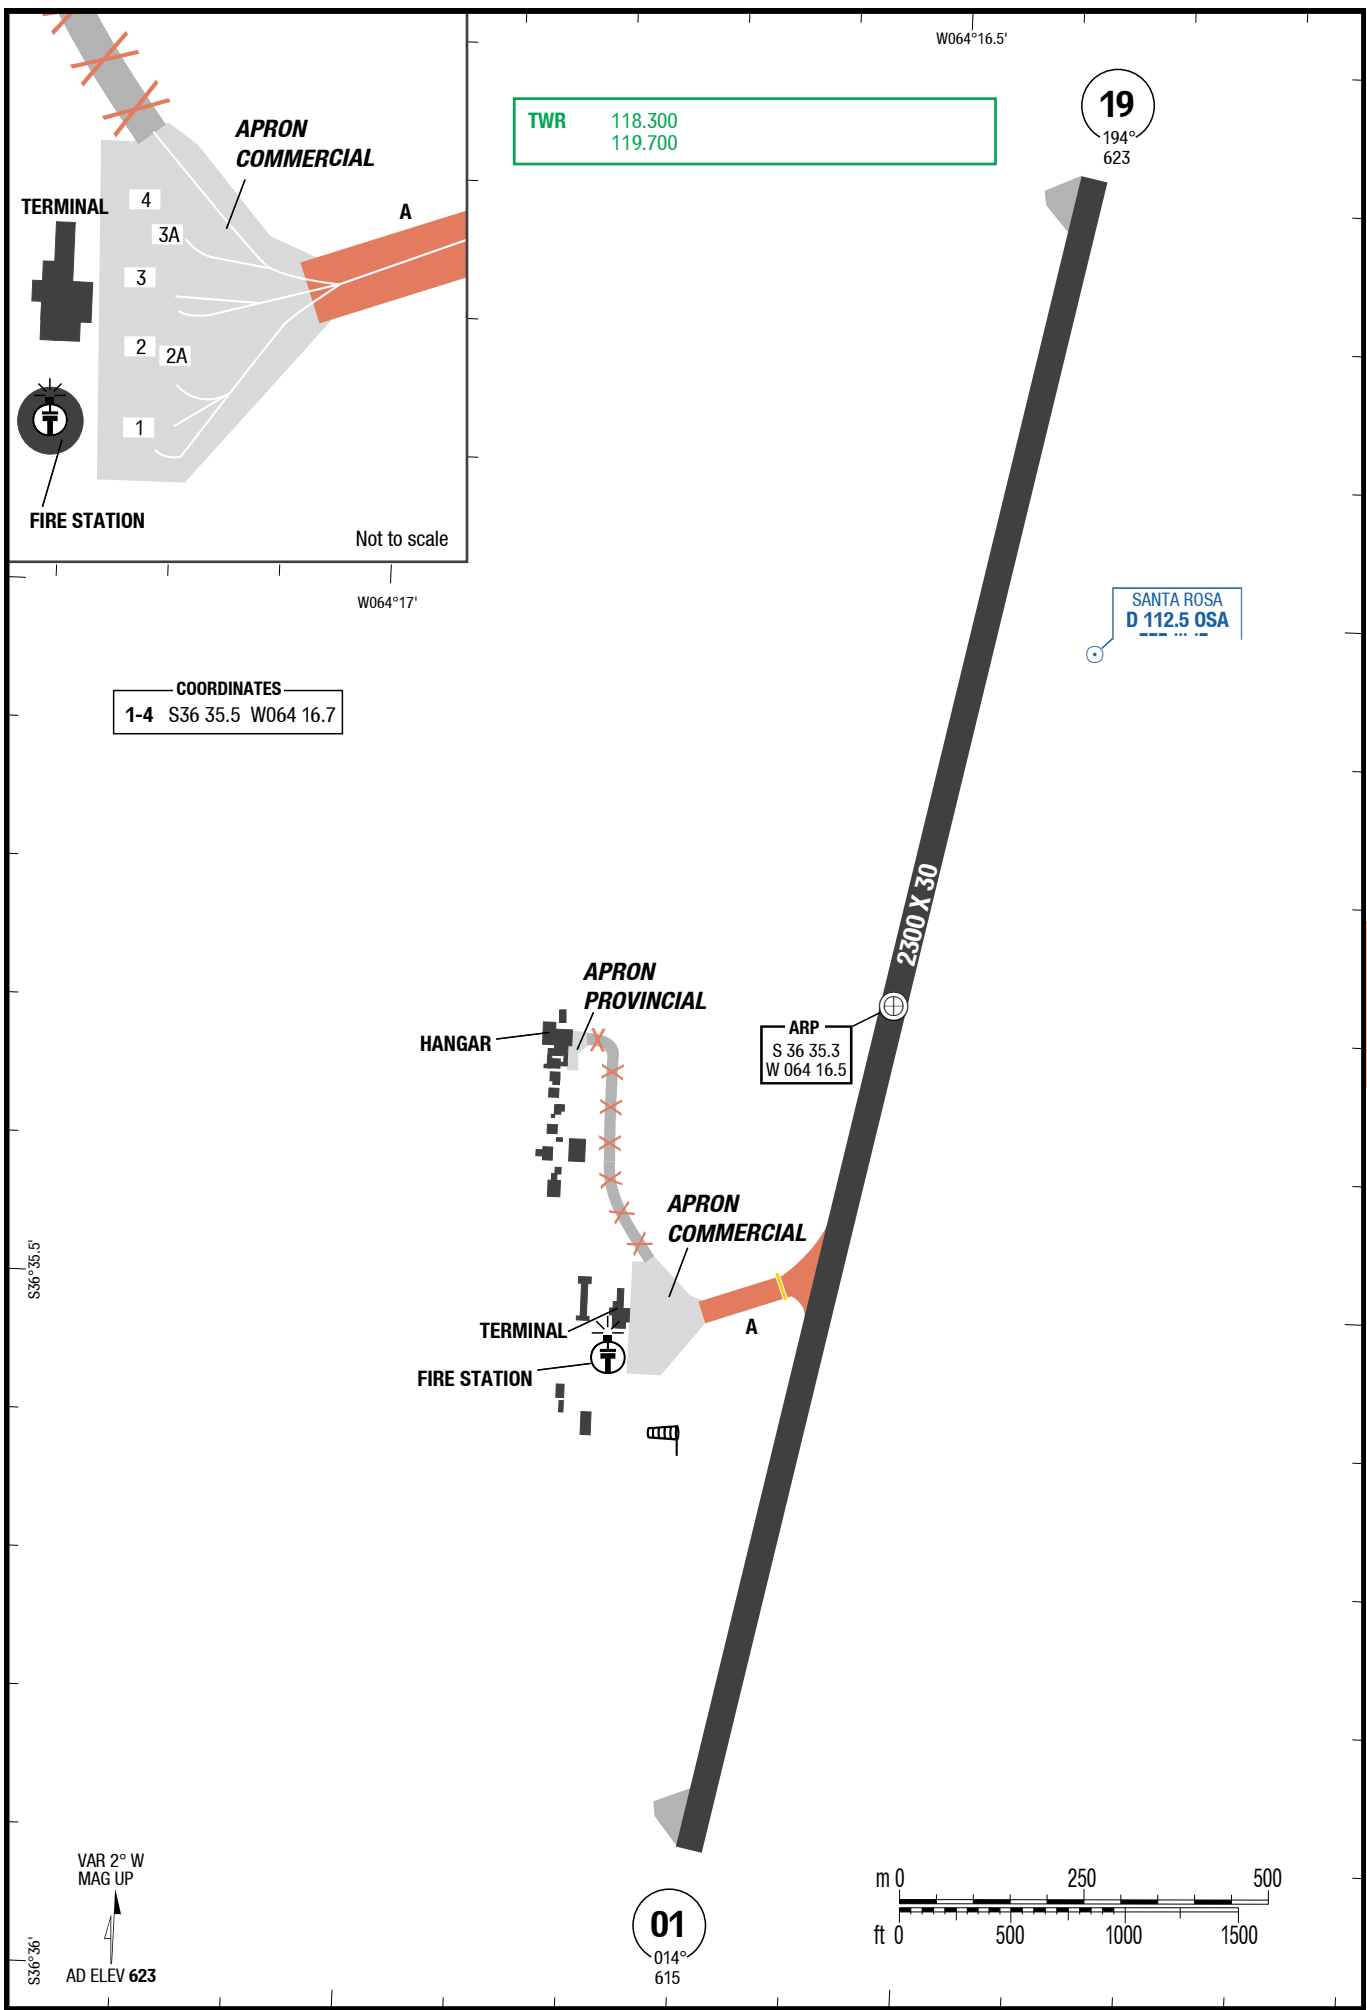 APRON
COMMERCIAL
TERMINAL
4
3A
3
2
2A
1
A
FIRE STATION
Not to scale
W064°16.5'
TWR 118.300
119.700
19
194°
623
W064°17'
SANTA ROSA
D 112.5 OSA
COORDINATES
1-4 S36 35.5 W064 16.7
2300 X 30
APRON
PROVINCIAL
HANGAR
ARP
S 36 35.3
W 064 16.5
APRON
COMMERCIAL
S36°35.5'
TERMINAL
A
FIRE STATION
VAR 2° W
MAG UP
AD ELEV 623
S36°36'
01
014°
615
m 0 250 500
ft 0 500 1000 1500